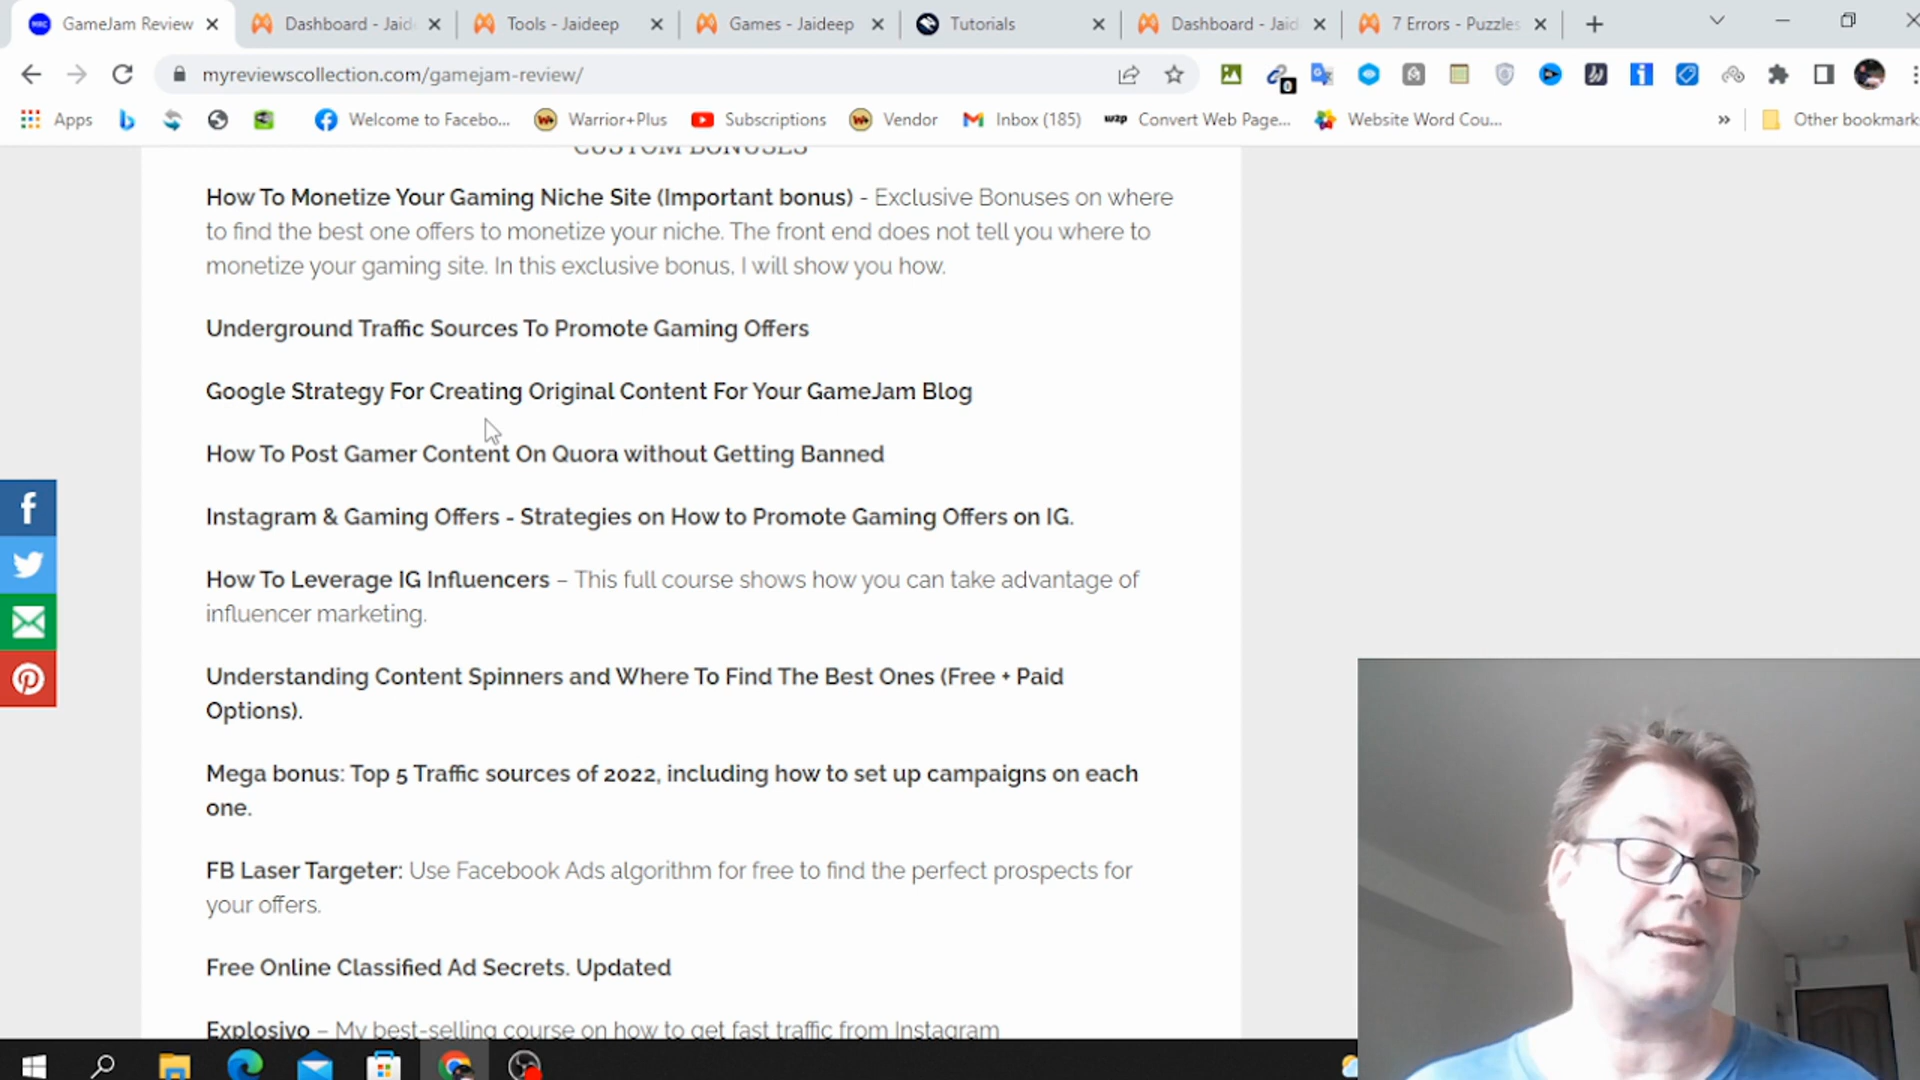 GameJam Review
Dashboard - Jaid
Tools - Jaideep
Games - Jaideep
Tutorials
Dashboard - Jaid
7 Errors - Puzzles
myreviewscollection.com/gamejam-review/
0
Apps
Welcome to Facebo...
Warrior+Plus
Subscriptions
Vendor
Inbox (185)
w2p
Convert Web Page...
Website Word Cou...
»
Other bookmark
CUSTOM BONUSES
How To Monetize Your Gaming Niche Site (Important bonus) - Exclusive Bonuses on where
to find the best one offers to monetize your niche. The front end does not tell you where to
monetize your gaming site. In this exclusive bonus, I will show you how.
Underground Traffic Sources To Promote Gaming Offers
Google Strategy For Creating Original Content For Your GameJam Blog
How To Post Gamer Content On Quora without Getting Banned
Instagram & Gaming Offers - Strategies on How to Promote Gaming Offers on IG.
How To Leverage IG Influencers – This full course shows how you can take advantage of
influencer marketing.
Understanding Content Spinners and Where To Find The Best Ones (Free + Paid
Options).
Mega bonus: Top 5 Traffic sources of 2022, including how to set up campaigns on each
one.
FB Laser Targeter: Use Facebook Ads algorithm for free to find the perfect prospects for
your offers.
Free Online Classified Ad Secrets. Updated
Explosivo – My best-selling course on how to get fast traffic from Instagram